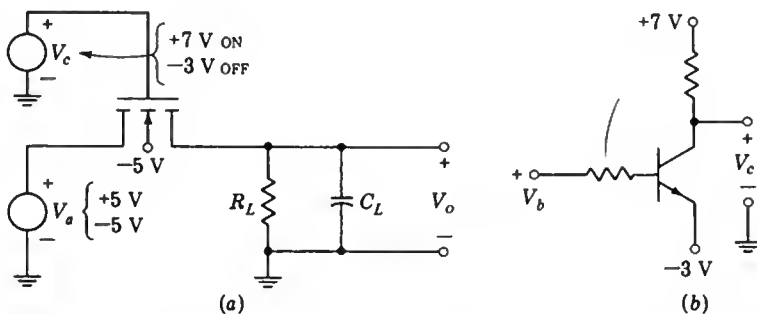 +
V_c
−
+7 V ON
−3 V OFF
−5 V
+
V_a
−
+5 V
−5 V
R_L
C_L
+
V_o
−
(a)
+7 V
+
V_b
+
V_c
−
−3 V
(b)